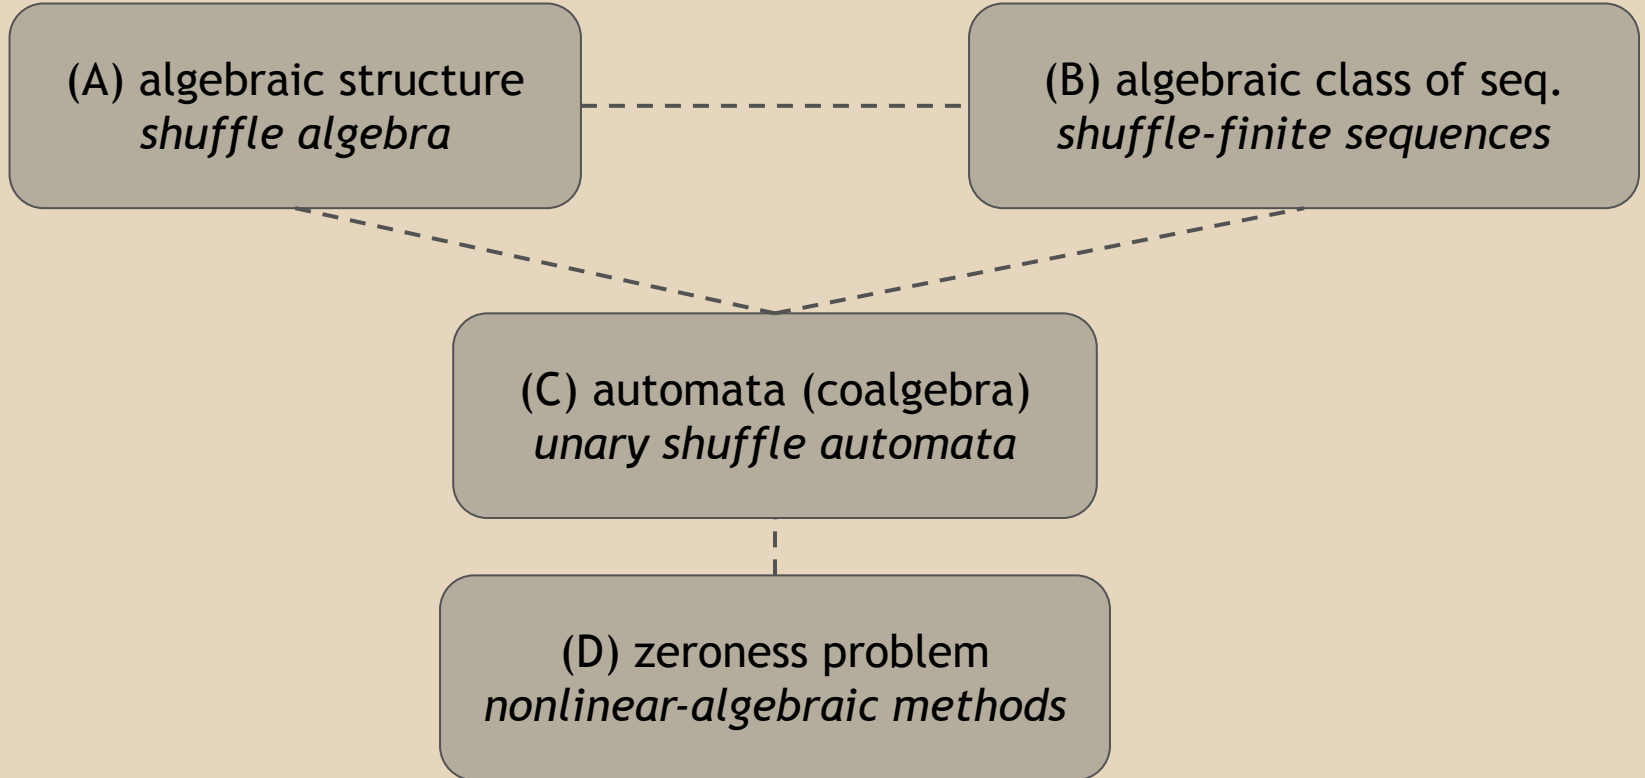 (A) algebraic structure
shuffle algebra
(B) algebraic class of seq.
shuffle-finite sequences
(C) automata (coalgebra)
unary shuffle automata
(D) zeroness problem
nonlinear-algebraic methods